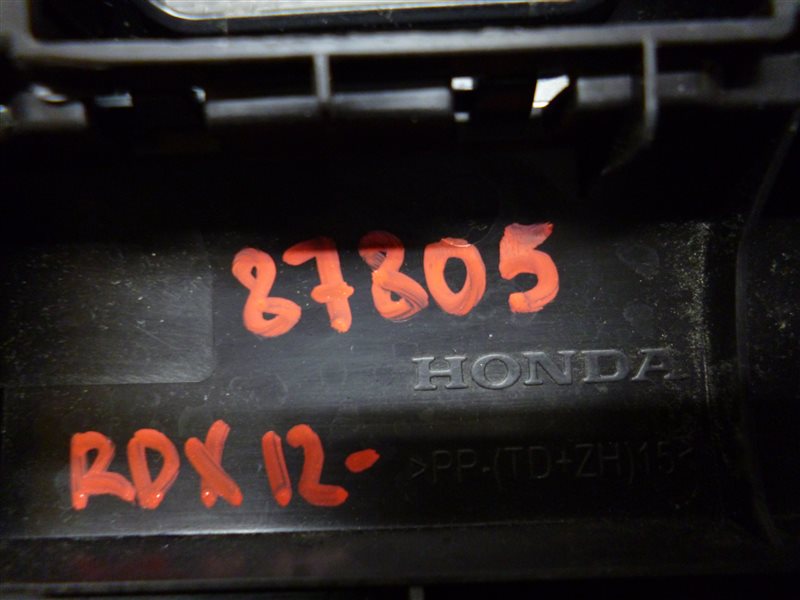 87805
HONDA
RDX 12-
>PP-(TD+ZH)15<